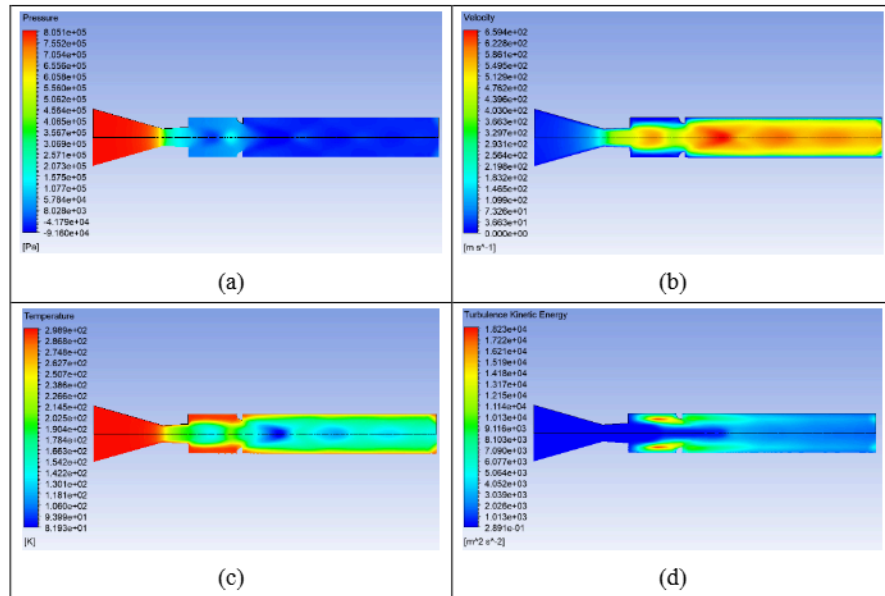 Pressure
8.051e+05
7.552e+05
7.054e+05
6.556e+05
6.058e+05
5.560e+05
5.062e+05
4.564e+05
4.065e+05
3.567e+05
3.069e+05
2.571e+05
2.073e+05
1.575e+05
1.077e+05
5.784e+04
8.028e+03
-4.179e+04
-9.160e+04
[Pa]
(a)
Velocity
6.594e+02
6.228e+02
5.861e+02
5.495e+02
5.129e+02
4.762e+02
4.396e+02
4.030e+02
3.663e+02
3.297e+02
2.931e+02
2.564e+02
2.198e+02
1.832e+02
1.465e+02
1.099e+02
7.326e+01
3.663e+01
0.000e+00
[m s^-1]
(b)
Temperature
2.989e+02
2.868e+02
2.748e+02
2.627e+02
2.507e+02
2.386e+02
2.266e+02
2.145e+02
2.025e+02
1.904e+02
1.784e+02
1.663e+02
1.542e+02
1.422e+02
1.301e+02
1.181e+02
1.060e+02
9.399e+01
8.193e+01
[K]
(c)
Turbulence Kinetic Energy
1.823e+04
1.722e+04
1.621e+04
1.519e+04
1.418e+04
1.317e+04
1.215e+04
1.114e+04
1.013e+04
9.116e+03
8.103e+03
7.090e+03
6.077e+03
5.064e+03
4.052e+03
3.039e+03
2.026e+03
1.013e+03
2.891e-01
[m^2 s^-2]
(d)